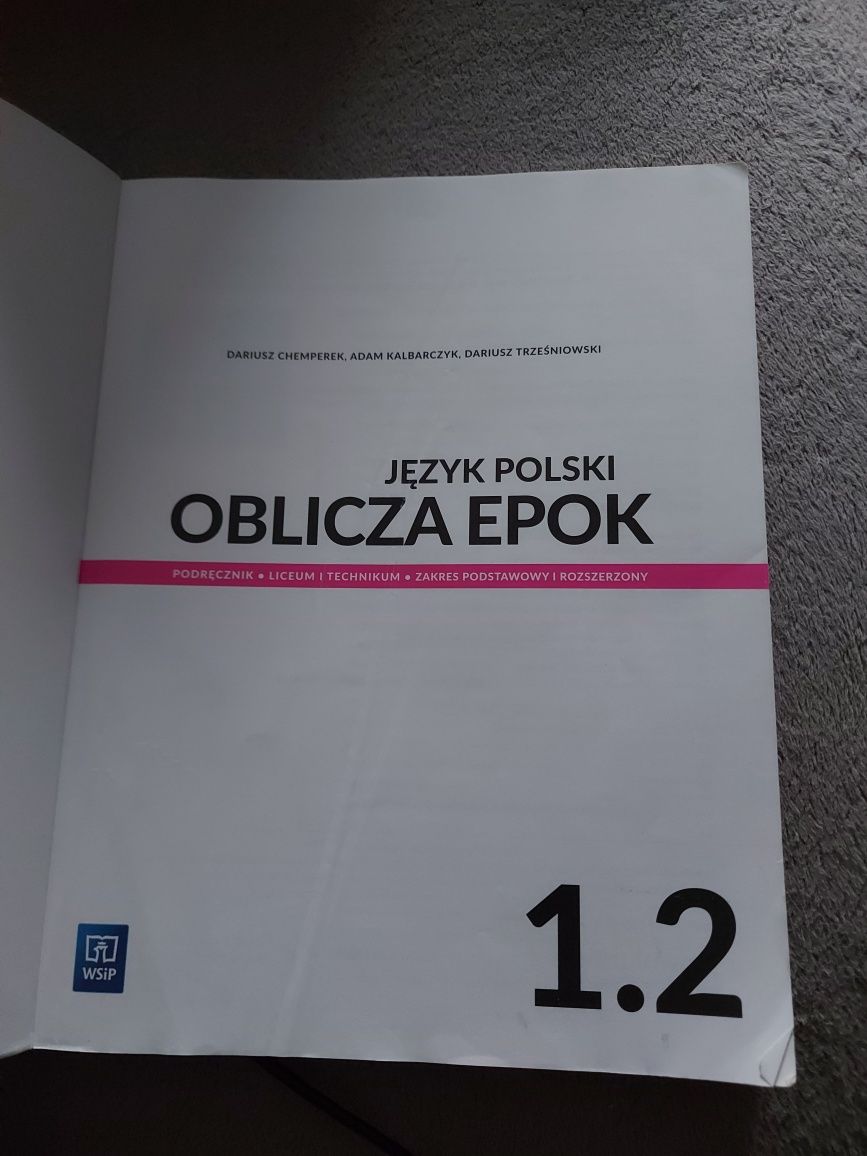 DARIUSZ CHEMPEREK, ADAM KALBARCZYK, DARIUSZ TRZEŚNIOWSKI
JĘZYK POLSKI
OBLICZA EPOK
PODRĘCZNIK • LICEUM I TECHNIKUM • ZAKRES PODSTAWOWY I ROZSZERZONY
1.2
WSiP